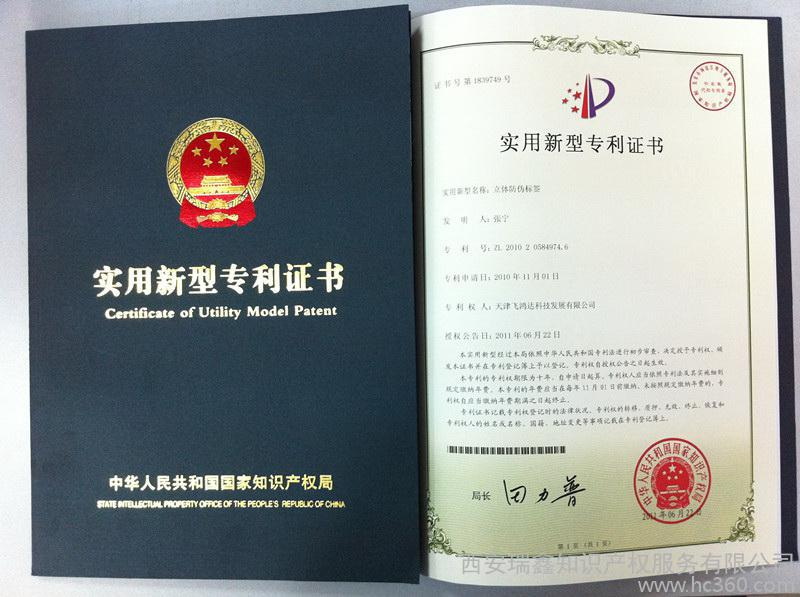 实用新型专利证书
Certificate of Utility Model Patent
中华人民共和国国家知识产权局
STATE INTELLECTUAL PROPERTY OFFICE OF THE PEOPLE'S REPUBLIC OF CHINA
证书号第1839749号
实用新型专利证书
实用新型名称：立体防伪标签
发明人：张宁
专利号：ZL 2010 2 0584974.6
专利申请日：2010年11月01日
专利权人：天津飞鸿达科技发展有限公司
授权公告日：2011年06月22日
本实用新型经过本局依照中华人民共和国专利法进行初步审查，决定授予专利权，颁
发本证书并在专利登记簿上予以登记。专利权自授权公告之日起生效。
本专利的专利权期限为十年，自申请日起算。专利权人应当依照专利法及其实施细则
规定缴纳年费。本专利的年费应当在每年11月01日前缴纳。未按照规定缴纳年费的，专
利权自应当缴纳年费期满之日起终止。
专利证书记载专利权登记时的法律状况。专利权的转移、质押、无效、终止、恢复和
专利权人的姓名或名称、国籍、地址变更等事项记载在专利登记簿上。
局长
田力普
中华人民共和国国家知识产权局
2011年06月22日
第1页（共1页）
西安瑞鑫知识产权服务有限公司
www.hc360.com